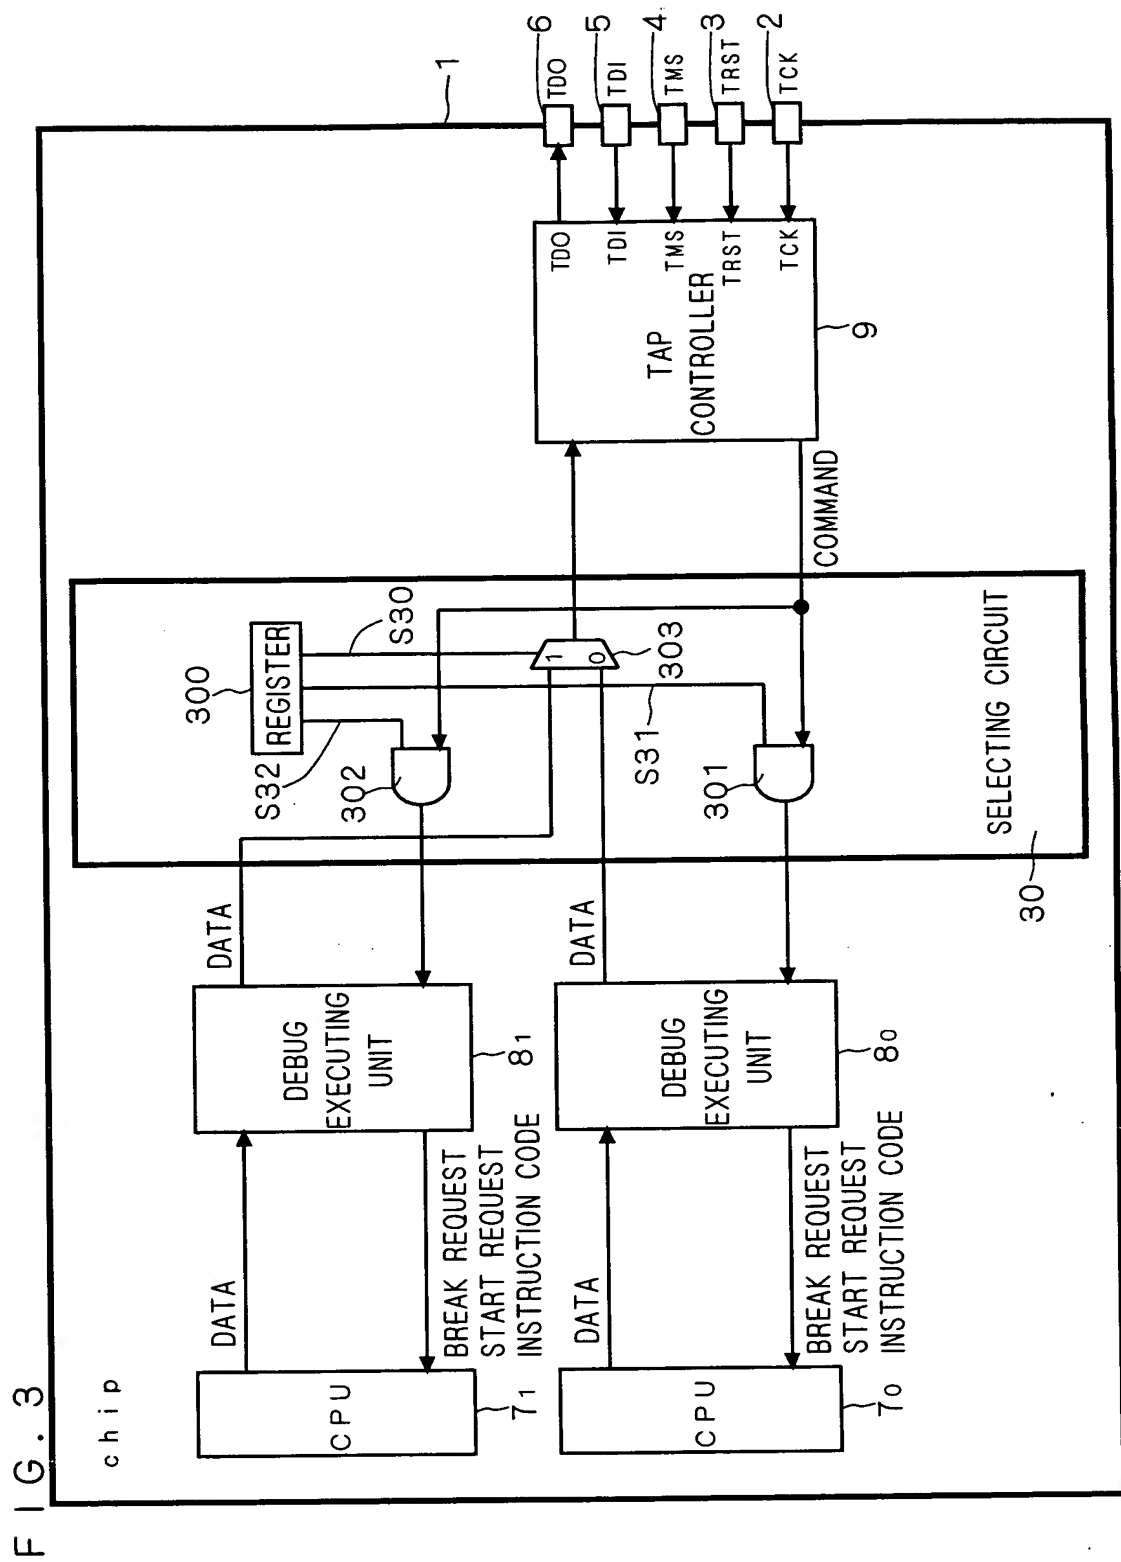 FIG.3
chip
1
CPU
71
DATA
BREAK REQUEST
START REQUEST
INSTRUCTION CODE
DEBUG
EXECUTING
UNIT
81
DATA
CPU
70
DATA
BREAK REQUEST
START REQUEST
INSTRUCTION CODE
DEBUG
EXECUTING
UNIT
80
DATA
300
REGISTER
S32
S30
302
1
0
303
S31
301
SELECTING CIRCUIT
30
COMMAND
TAP
CONTROLLER
9
TDO
TDI
TMS
TRST
TCK
6
TDO
5
TDI
4
TMS
3
TRST
2
TCK